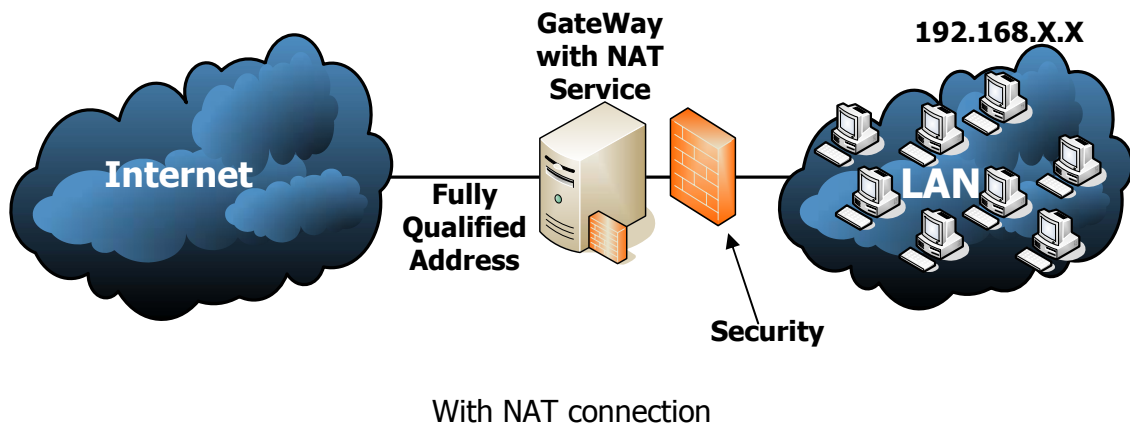 GateWay
with NAT
Service
192.168.X.X
Internet
LAN
Fully
Qualified
Address
Security
With NAT connection